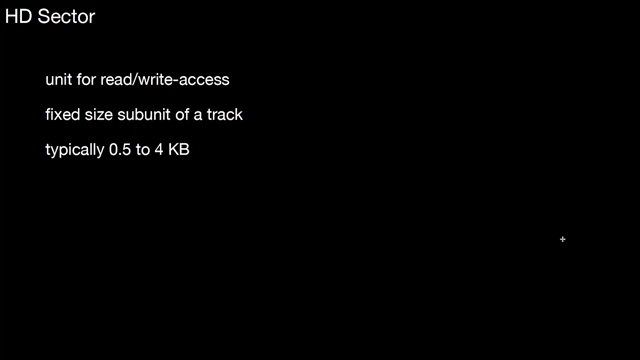 HD Sector
unit for read/write-access
fixed size subunit of a track
typically 0.5 to 4 KB